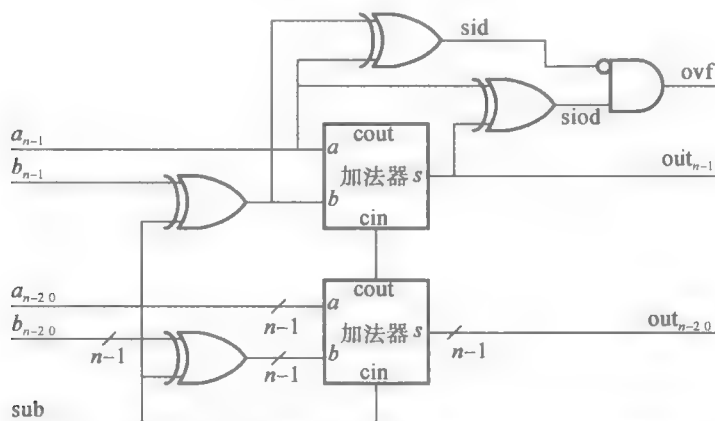 sid
ovf
siod
a_{n-1}
cout
a
b_{n-1}
加法器 s
out_{n-1}
b
cin
a_{n-2 0}
cout
a
n-1
b_{n-2 0}
n-1
加法器 s
n-1
out_{n-2 0}
b
n-1
cin
sub